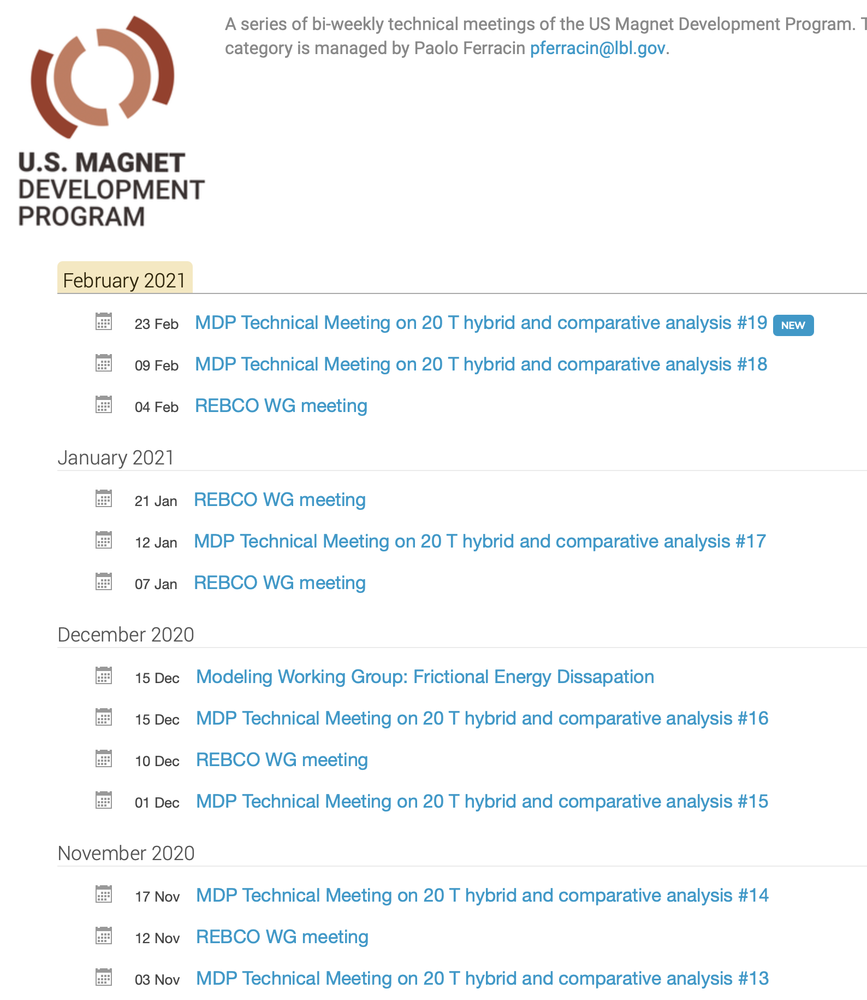 A series of bi-weekly technical meetings of the US Magnet Development Program. T
category is managed by Paolo Ferracin pferracin@lbl.gov.
U.S. MAGNET
DEVELOPMENT
PROGRAM
February 2021
23 Feb MDP Technical Meeting on 20 T hybrid and comparative analysis #19 NEW
09 Feb MDP Technical Meeting on 20 T hybrid and comparative analysis #18
04 Feb REBCO WG meeting
January 2021
21 Jan REBCO WG meeting
12 Jan MDP Technical Meeting on 20 T hybrid and comparative analysis #17
07 Jan REBCO WG meeting
December 2020
15 Dec Modeling Working Group: Frictional Energy Dissapation
15 Dec MDP Technical Meeting on 20 T hybrid and comparative analysis #16
10 Dec REBCO WG meeting
01 Dec MDP Technical Meeting on 20 T hybrid and comparative analysis #15
November 2020
17 Nov MDP Technical Meeting on 20 T hybrid and comparative analysis #14
12 Nov REBCO WG meeting
03 Nov MDP Technical Meeting on 20 T hybrid and comparative analysis #13